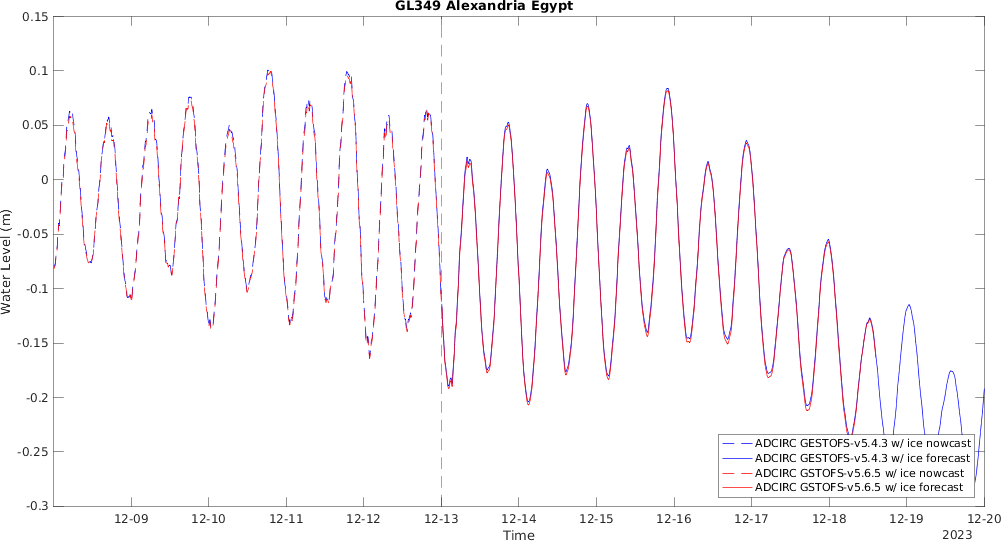 GL349 Alexandria Egypt
0.15
0.1
0.05
0
-0.05
-0.1
-0.15
-0.2
-0.25
-0.3
Water Level (m)
ADCIRC GESTOFS-v5.4.3 w/ ice nowcast
ADCIRC GESTOFS-v5.4.3 w/ ice forecast
ADCIRC GSTOFS-v5.6.5 w/ ice nowcast
ADCIRC GSTOFS-v5.6.5 w/ ice forecast
12-09 12-10 12-11 12-12 12-13 12-14 12-15 12-16 12-17 12-18 12-19 12-20
Time
2023